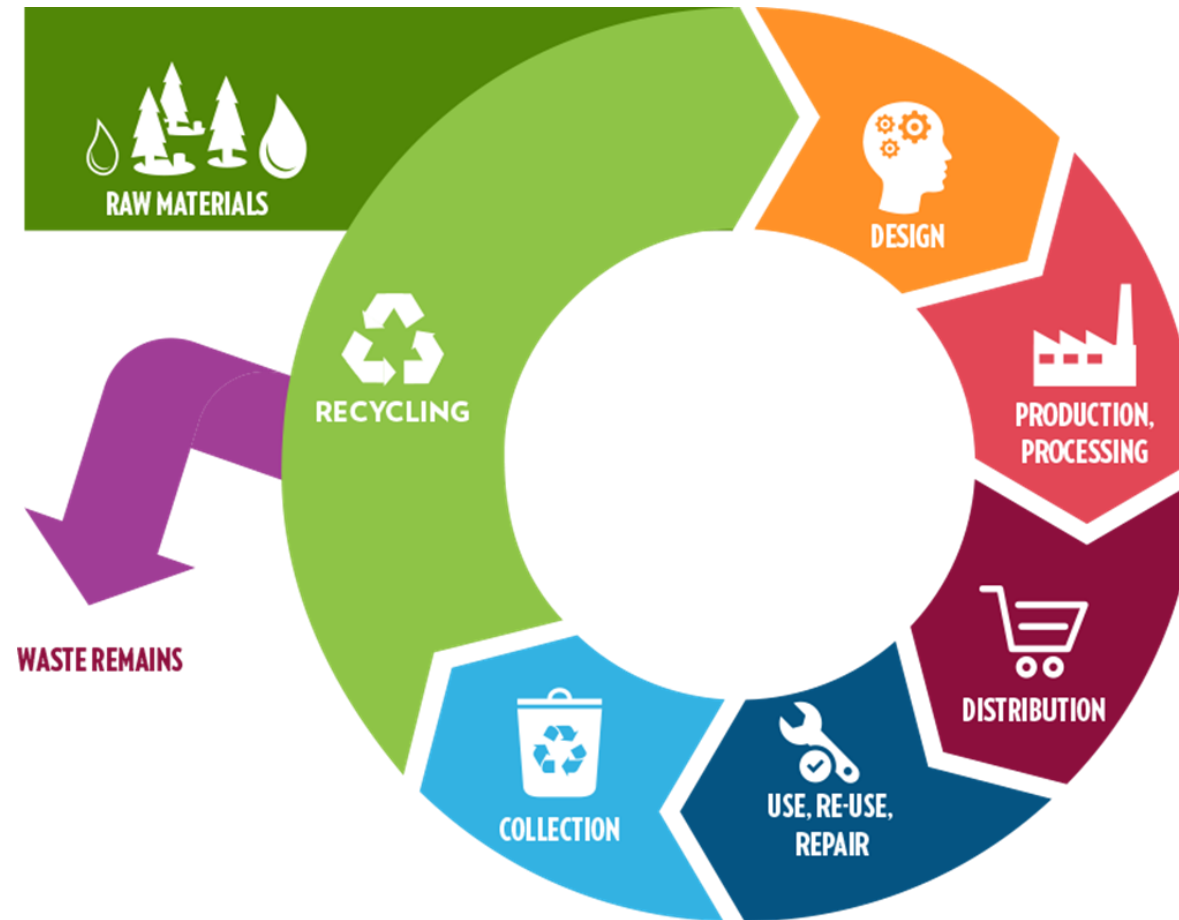 RAW MATERIALS
DESIGN
PRODUCTION,
PROCESSING
RECYCLING
DISTRIBUTION
WASTE REMAINS
USE, RE-USE,
REPAIR
COLLECTION